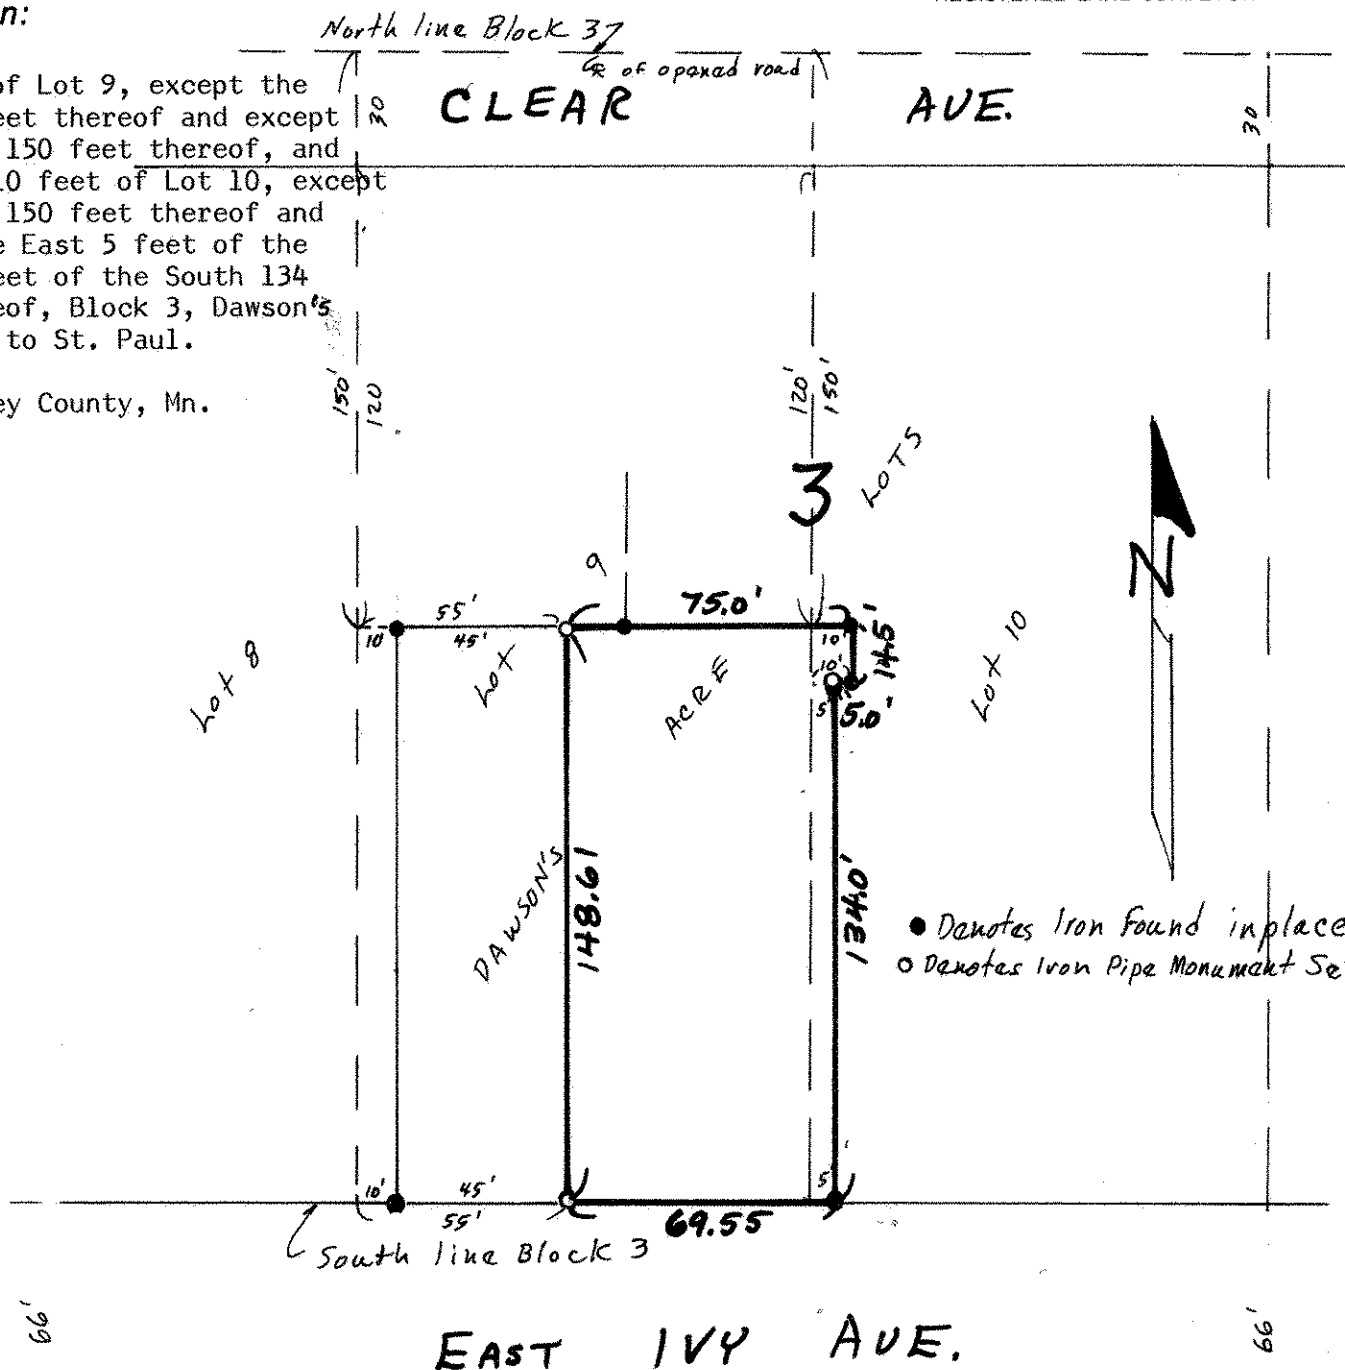 n:
North line Block 3
℄ of opened road
of Lot 9, except the
eet thereof and except
150 feet thereof, and
10 feet of Lot 10, except
150 feet thereof and
e East 5 feet of the
eet of the South 134
eof, Block 3, Dawson's
to St. Paul.
ey County, Mn.
30
CLEAR AVE.
30
150'
120
120'
150'
3
LOTS
9
55'
75.0'
10'
45'
10'
14.5'
Lot 8
LOT
ACRE
10'
Lot 10
5'
5.0'
N
DAWSON'S
148.61
134.0'
● Denotes Iron Found inplace
○ Denotes Iron Pipe Monument Se
10'
45'
5'
55'
69.55
South line Block 3
66'
66'
EAST IVY AVE.